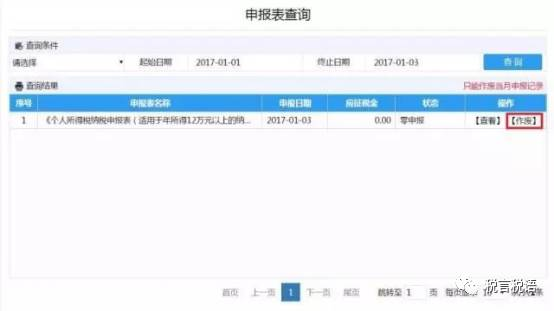 申报表查询
查询条件
请选择 起始日期 2017-01-01 终止日期 2017-01-03 查询
查询结果 只能作废当月申报记录
序号 申报表名称 申报日期 应征税金 状态 操作
1 《个人所得税纳税申报表（适用于年所得12万元以上的纳... 2017-01-03 0.00 零申报 【查看】 【作废】
首页 上一页 1 下一页 尾页 跳转至 1 页 每页显示 10 条
税言税语